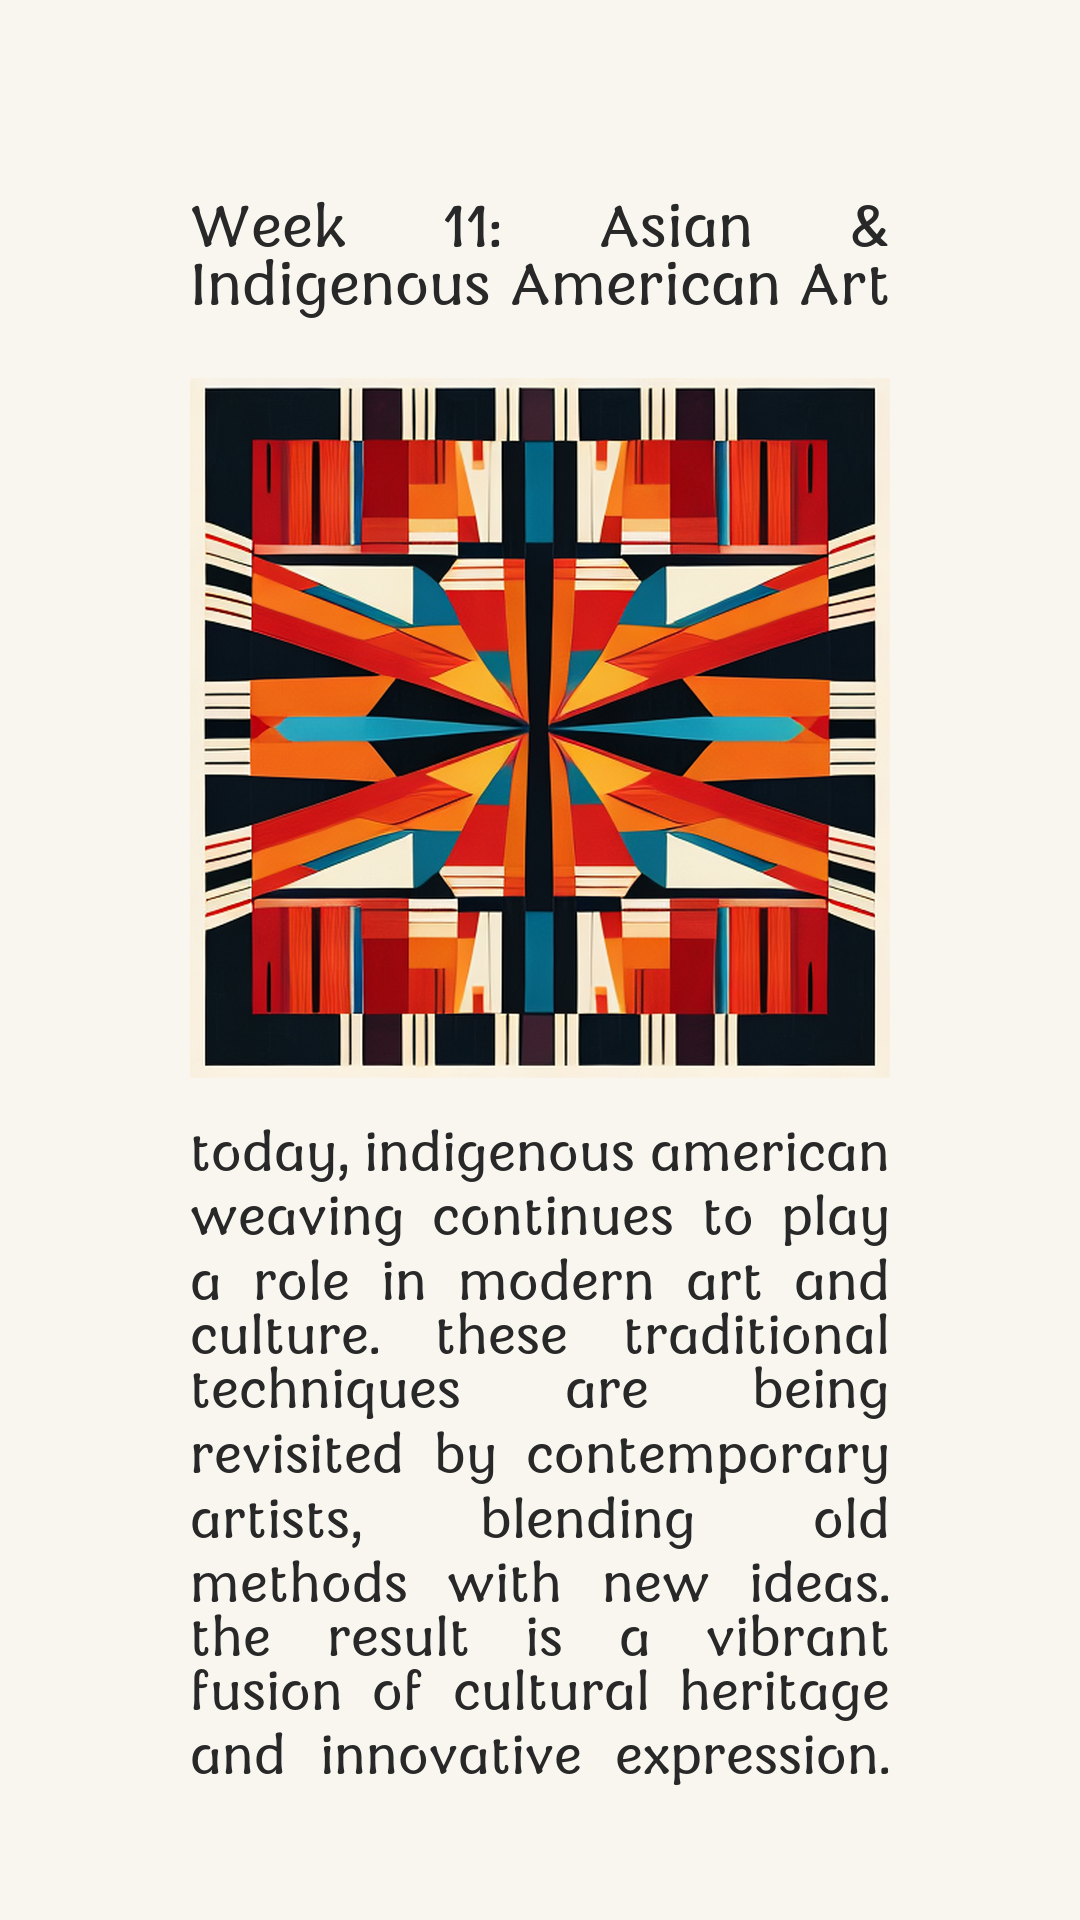 Week 11: Asian &
Indigenous American Art
today, indigenous american
weaving continues to play
a role in modern art and
culture. these traditional
techniques are being
revisited by contemporary
artists, blending old
methods with new ideas.
the result is a vibrant
fusion of cultural heritage
and innovative expression.